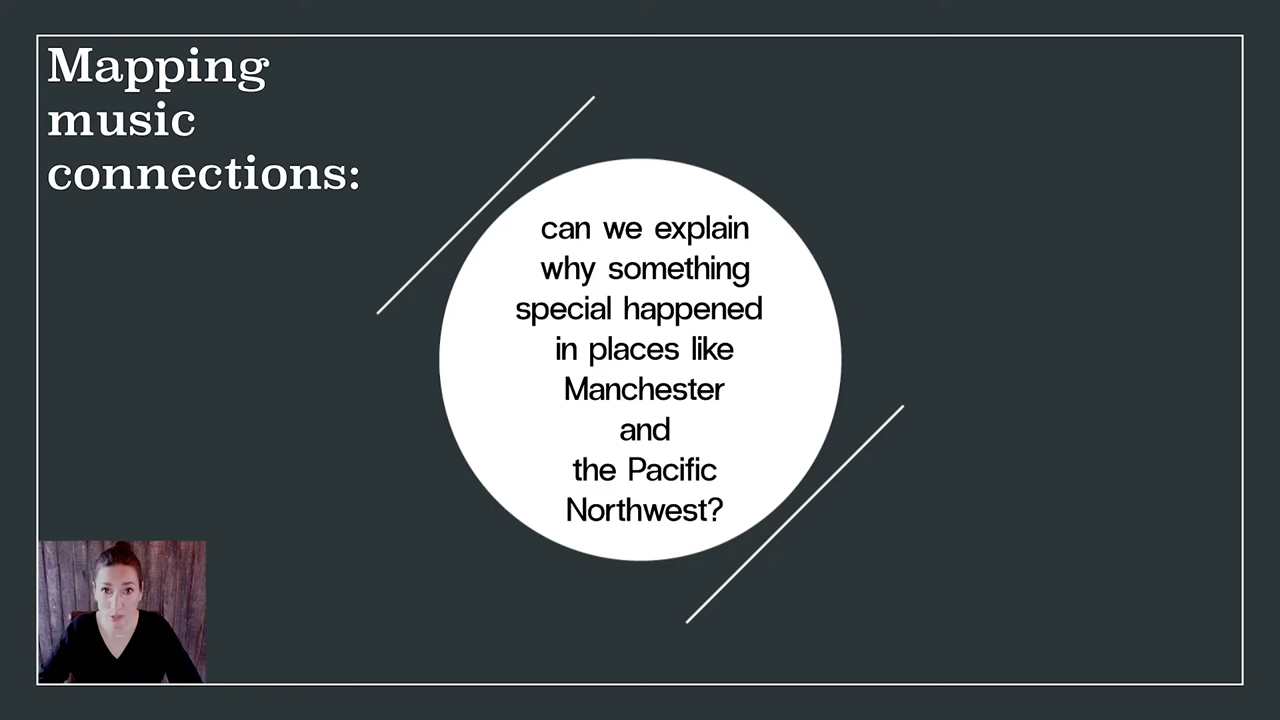 Mapping
music
connections:
can we explain
why something
special happened
in places like
Manchester
and
the Pacific
Northwest?